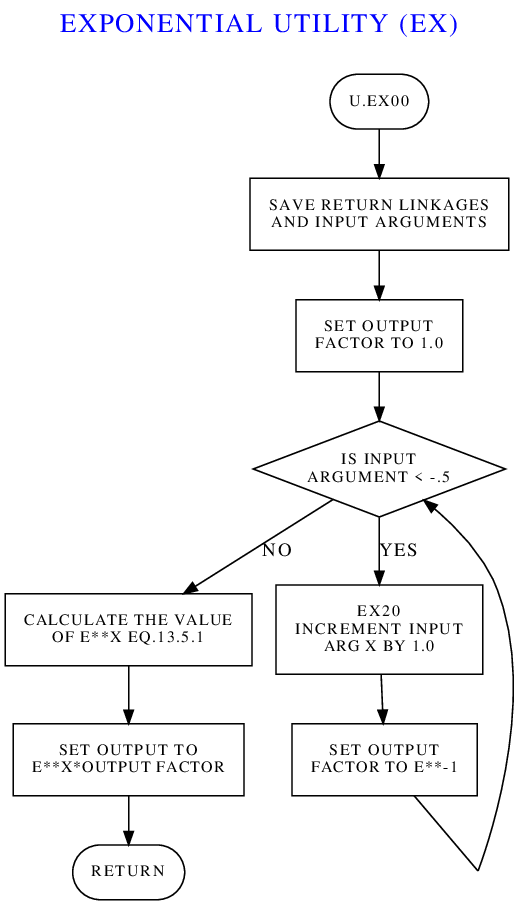 EXPONENTIAL UTILITY (EX)
U.EX00
SAVE RETURN LINKAGES
AND INPUT ARGUMENTS
SET OUTPUT
FACTOR TO 1.0
IS INPUT
ARGUMENT < -.5
NO
YES
CALCULATE THE VALUE
OF E**X EQ.13.5.1
EX20
INCREMENT INPUT
ARG X BY 1.0
SET OUTPUT TO
E**X*OUTPUT FACTOR
SET OUTPUT
FACTOR TO E**-1
RETURN